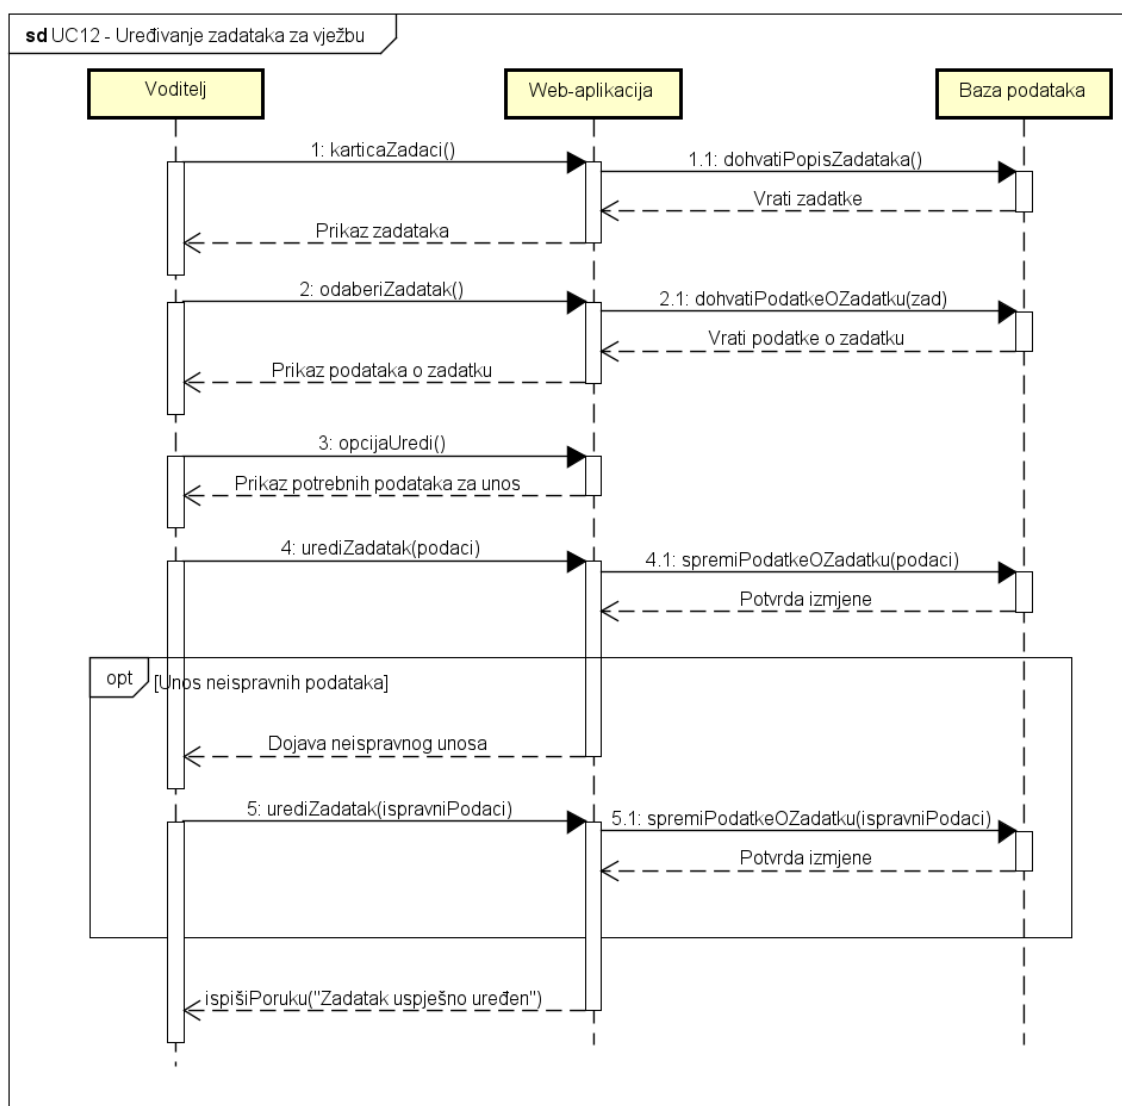 sd UC12 - Uređivanje zadataka za vježbu
Voditelj
Web-aplikacija
Baza podataka
1: karticaZadaci()
1.1: dohvatiPopisZadataka()
Vrati zadatke
Prikaz zadataka
2: odaberiZadatak()
2.1: dohvatiPodatkeOZadatku(zad)
Vrati podatke o zadatku
Prikaz podataka o zadatku
3: opcijaUredi()
Prikaz potrebnih podataka za unos
4: urediZadatak(podaci)
4.1: spremiPodatkeOZadatku(podaci)
Potvrda izmjene
opt
[Unos neispravnih podataka]
Dojava neispravnog unosa
5: urediZadatak(ispravniPodaci)
5.1: spremiPodatkeOZadatku(ispravniPodaci)
Potvrda izmjene
ispišiPoruku("Zadatak uspješno uređen")